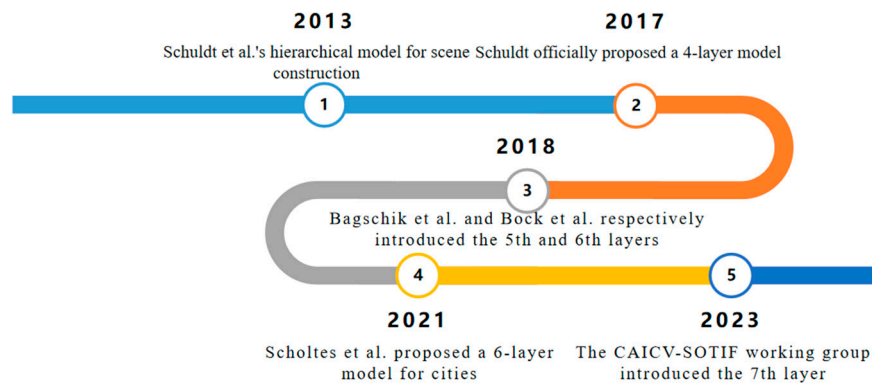 2013
Schuldt et al.'s hierarchical model for scene
construction
1
2017
Schuldt officially proposed a 4-layer model
2
2018
3
Bagschik et al. and Bock et al. respectively
introduced the 5th and 6th layers
4
2021
Scholtes et al. proposed a 6-layer
model for cities
5
2023
The CAICV-SOTIF working group
introduced the 7th layer